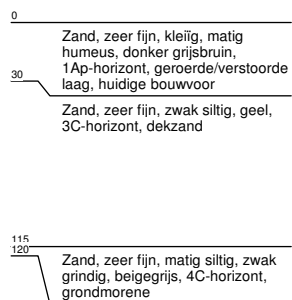 0
Zand, zeer fijn, kleiïg, matig
humeus, donker grijsbruin,
1Ap-horizont, geroerde/verstoorde
laag, huidige bouwvoor
30
Zand, zeer fijn, zwak siltig, geel,
3C-horizont, dekzand
115
120
Zand, zeer fijn, matig siltig, zwak
grindig, beigegrijs, 4C-horizont,
grondmorene